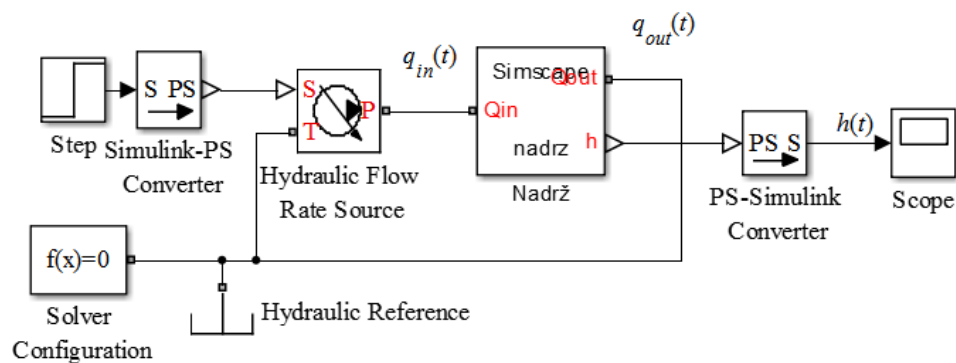 q_out(t)
q_in(t)
Simscape
Qout
S PS
S
P
T
Qin
nadrz
h
h(t)
PS S
Step
Simulink-PS
Converter
Hydraulic Flow
Rate Source
Nadrž
PS-Simulink
Converter
Scope
f(x)=0
Solver
Configuration
Hydraulic Reference